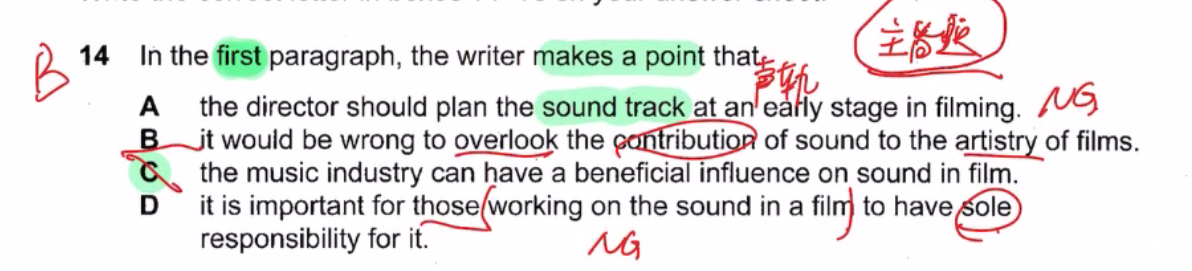 主旨题
B 14 In the first paragraph, the writer makes a point that
声轨
A the director should plan the sound track at an early stage in filming. NG
B it would be wrong to overlook the contribution of sound to the artistry of films.
C the music industry can have a beneficial influence on sound in film.
D it is important for those working on the sound in a film to have sole
responsibility for it.
NG